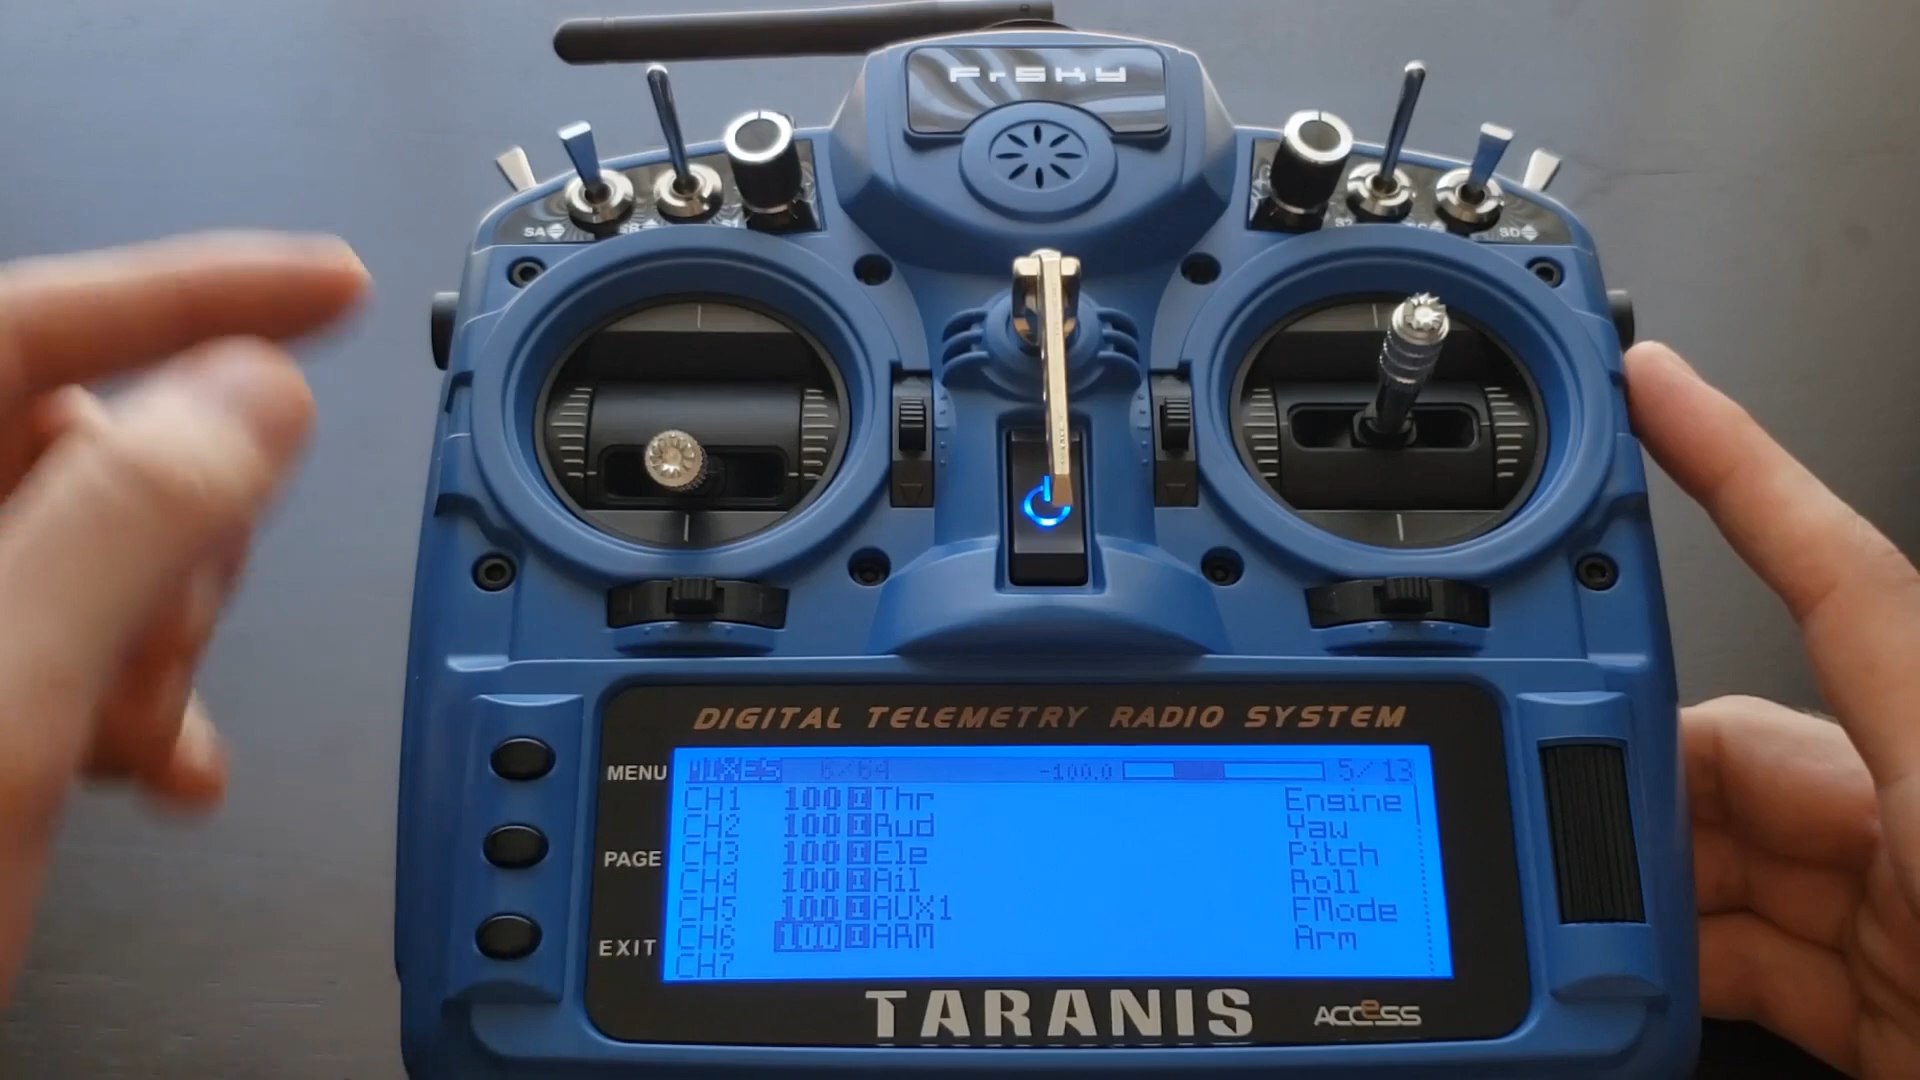 FrSKY
SA SB S1 S2 SC SD
DIGITAL TELEMETRY RADIO SYSTEM
MENU
PAGE
EXIT
MIXES 6/64 -100.0 5/13
CH1 100 I Thr Engine
CH2 100 I Rud Yaw
CH3 100 I Ele Pitch
CH4 100 I Ail Roll
CH5 100 I AUX1 FMode
CH6 100 I ARM Arm
CH7
TARANIS ACCESS